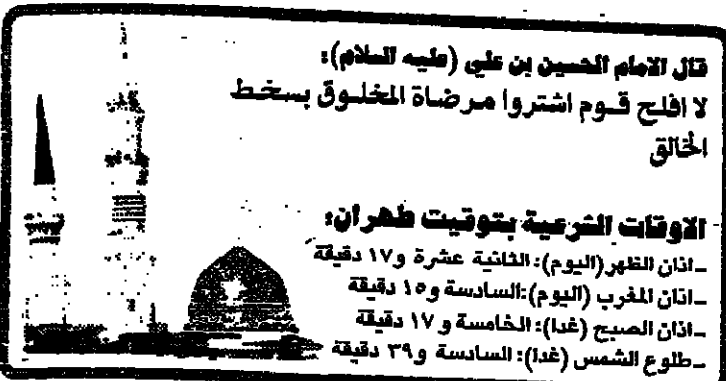 قال الامام الحسين بن علي (عليه السلام):
لا افلح قوم اشتروا مرضاة المخلوق بسخط
الخالق
الاوقات الشرعية بتوقيت طهران:
ـ اذان الظهر (اليوم): الثانية عشرة و١٧ دقيقة
ـ اذان المغرب (اليوم): السادسة و١٥ دقيقة
ـ اذان الصبح (غدا): الخامسة و ١٧ دقيقة
ـ طلوع الشمس (غدا): السادسة و٣٩ دقيقة